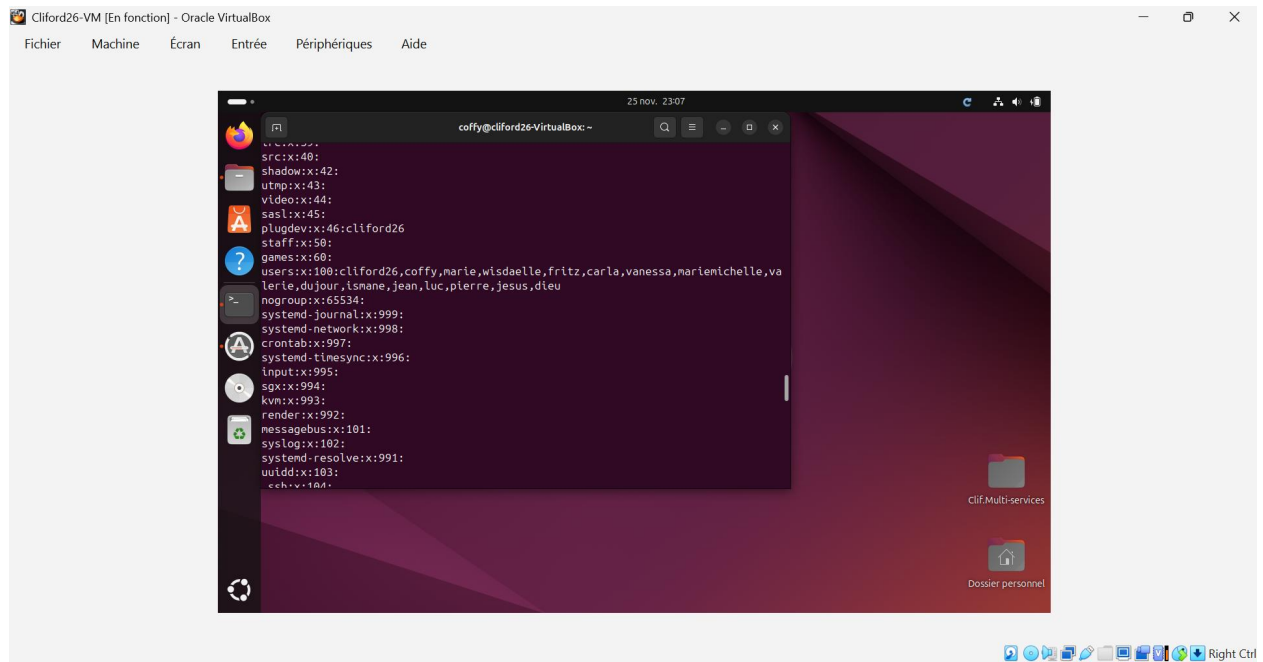 Cliford26-VM [En fonction] - Oracle VirtualBox
Fichier Machine Écran Entrée Périphériques Aide
25 nov. 23:07
coffy@cliford26-VirtualBox: ~
src:x:40:
shadow:x:42:
utmp:x:43:
video:x:44:
sasl:x:45:
plugdev:x:46:cliford26
staff:x:50:
games:x:60:
users:x:100:cliford26,coffy,marie,wisdaelle,fritz,carla,vanessa,mariemichelle,va
lerie,dujour,ismane,jean,luc,pierre,jesus,dieu
nogroup:x:65534:
systemd-journal:x:999:
systemd-network:x:998:
crontab:x:997:
systemd-timesync:x:996:
input:x:995:
sgx:x:994:
kvm:x:993:
render:x:992:
messagebus:x:101:
syslog:x:102:
systemd-resolve:x:991:
uuidd:x:103:
_ssh:x:104:
Clif.Multi-services
Dossier personnel
Right Ctrl